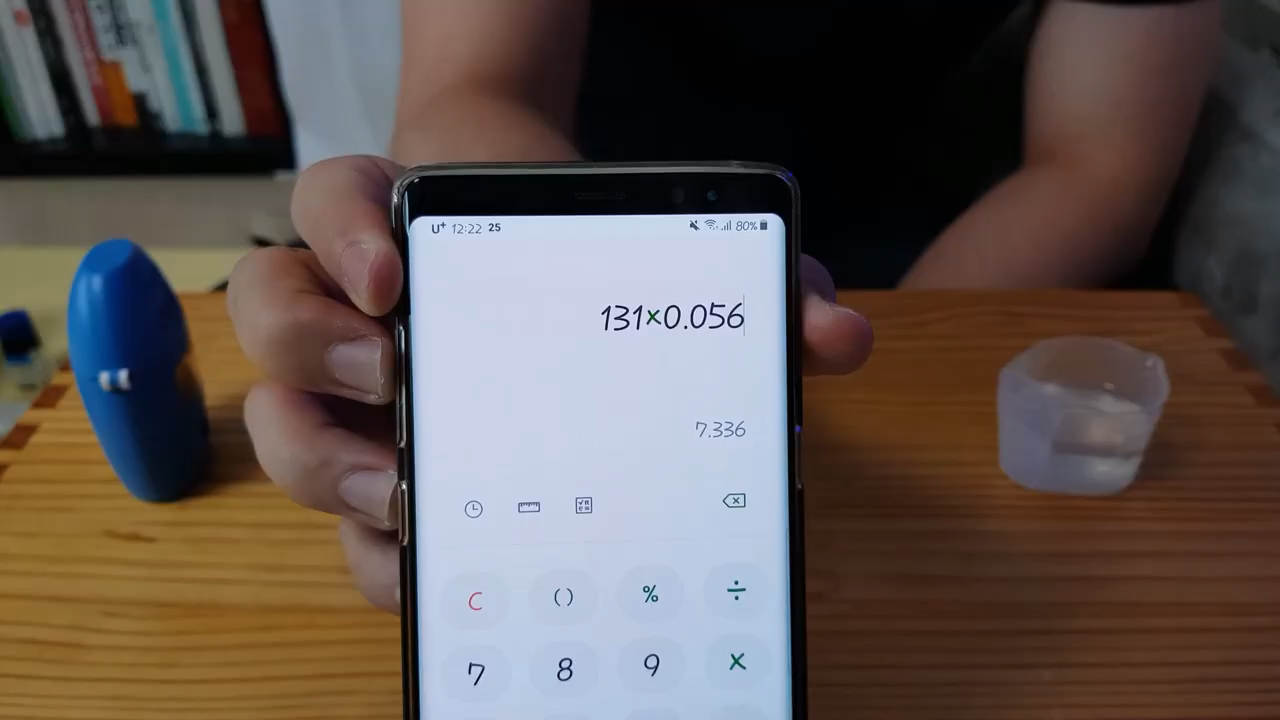 U+ 12:22 25 80%
131×0.056
7.336
C () % ÷
7 8 9 ×